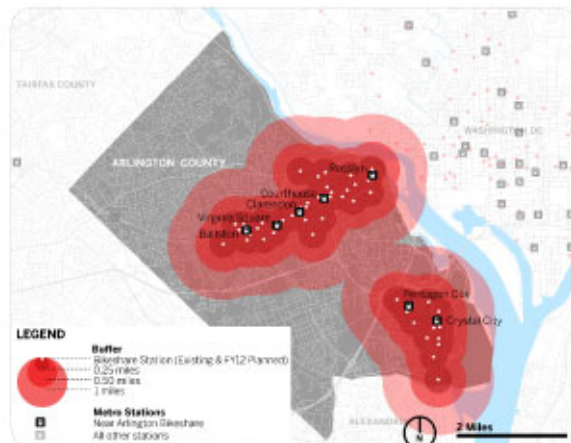 FAIRFAX COUNTY
WASHINGTON, DC
ARLINGTON COUNTY
Rosslyn
Courthouse
Clarendon
Virginia Square
Ballston
Pentagon City
Crystal City
LEGEND
Buffer
Bikeshare Station (Existing & FY12 Planned)
0.25 miles
0.50 miles
1 miles
Metro Stations
Near Arlington Bikeshare
All other stations
N
2 Miles